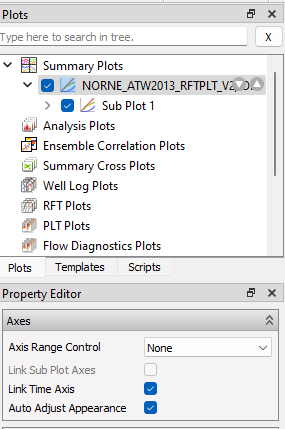 Plots
Type here to search in tree.
X
Summary Plots
NORNE_ATW2013_RFTPLT_V2
Sub Plot 1
Analysis Plots
Ensemble Correlation Plots
Summary Cross Plots
Well Log Plots
RFT Plots
PLT Plots
Flow Diagnostics Plots
Plots Templates Scripts
Property Editor
Axes
Axis Range Control None
Link Sub Plot Axes
Link Time Axis
Auto Adjust Appearance